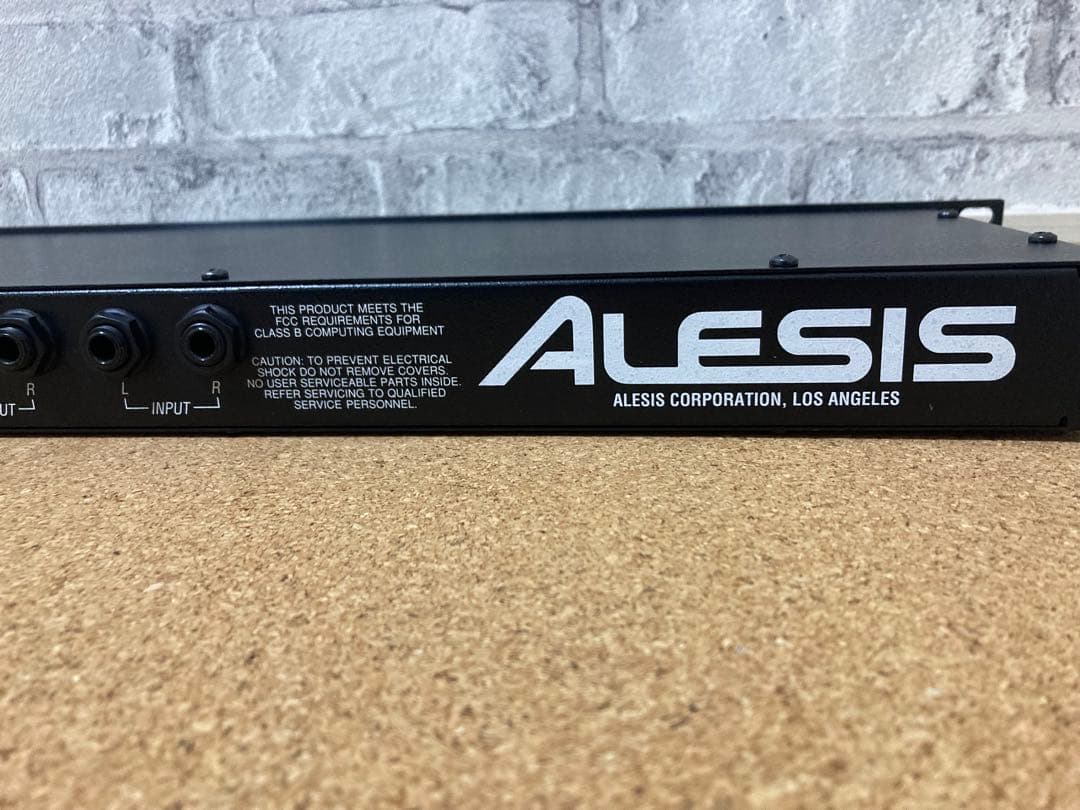 THIS PRODUCT MEETS THE
FCC REQUIREMENTS FOR
CLASS B COMPUTING EQUIPMENT
CAUTION: TO PREVENT ELECTRICAL
SHOCK DO NOT REMOVE COVERS.
NO USER SERVICEABLE PARTS INSIDE.
REFER SERVICING TO QUALIFIED
SERVICE PERSONNEL.
R
UT
L R
INPUT
ALESIS
ALESIS CORPORATION, LOS ANGELES